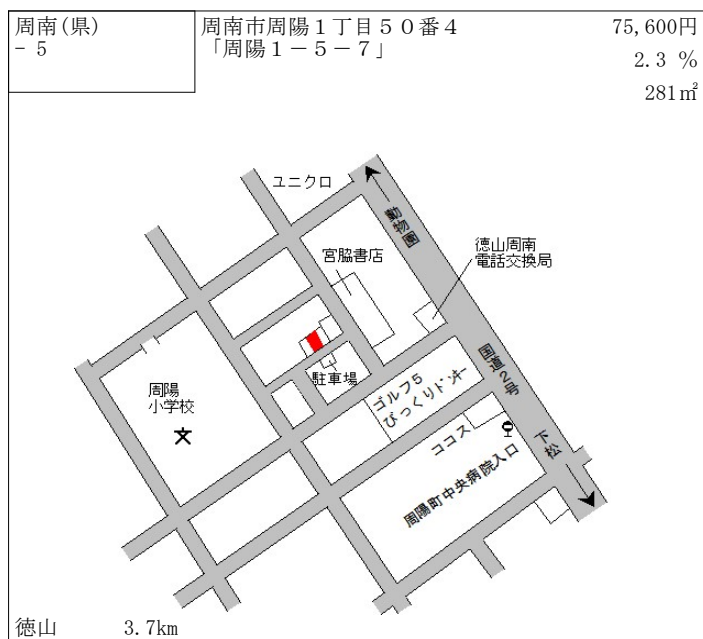 周南(県)
- 5
周南市周陽１丁目５０番４
「周陽１－５－７」
75,600円
2.3 %
281㎡
ユニクロ
動物園
宮脇書店
徳山周南
電話交換局
駐車場
周陽
小学校
ゴルフ5
びっくりドンキー
国道2号
ココス
下松
周陽町中央病院入口
徳山 3.7km